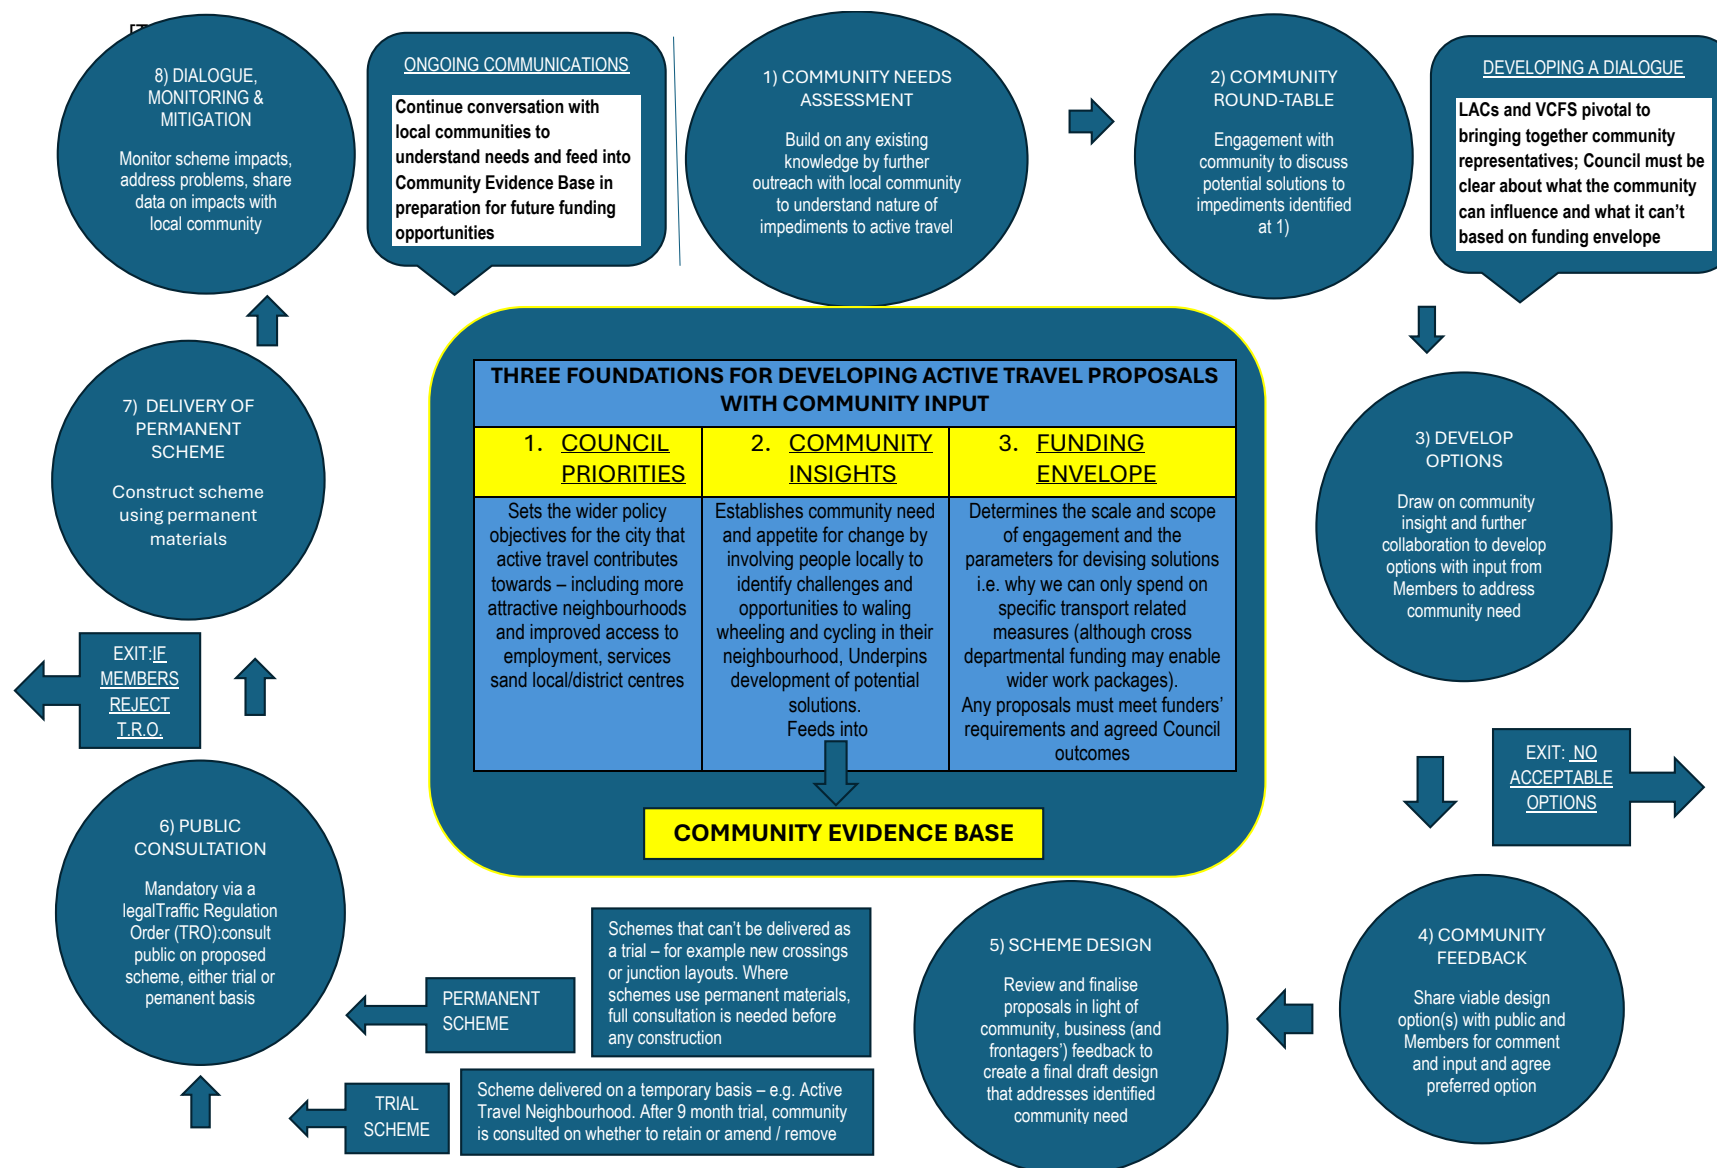 8) DIALOGUE,
MONITORING &
MITIGATION
Monitor scheme impacts,
address problems, share
data on impacts with
local community
ONGOING COMMUNICATIONS
Continue conversation with
local communities to
understand needs and feed into
Community Evidence Base in
preparation for future funding
opportunities
1) COMMUNITY NEEDS
ASSESSMENT
Build on any existing
knowledge by further
outreach with local community
to understand nature of
impediments to active travel
2) COMMUNITY
ROUND-TABLE
Engagement with
community to discuss
potential solutions to
impediments identified
at 1)
DEVELOPING A DIALOGUE
LACs and VCFS pivotal to
bringing together community
representatives; Council must be
clear about what the community
can influence and what it can’t
based on funding envelope
3) DEVELOP
OPTIONS
Draw on community
insight and further
collaboration to develop
options with input from
Members to address
community need
EXIT: NO
ACCEPTABLE
OPTIONS
4) COMMUNITY
FEEDBACK
Share viable design
option(s) with public and
Members for comment
and input and agree
preferred option
5) SCHEME DESIGN
Review and finalise
proposals in light of
community, business (and
frontagers’) feedback to
create a final draft design
that addresses identified
community need
Schemes that can’t be delivered as
a trial – for example new crossings
or junction layouts. Where
schemes use permanent materials,
full consultation is needed before
any construction
PERMANENT
SCHEME
Scheme delivered on a temporary basis – e.g. Active
Travel Neighbourhood. After 9 month trial, community
is consulted on whether to retain or amend / remove
TRIAL
SCHEME
6) PUBLIC
CONSULTATION
Mandatory via a
legalTraffic Regulation
Order (TRO):consult
public on proposed
scheme, either trial or
pemanent basis
EXIT:IF
MEMBERS
REJECT
T.R.O.
7) DELIVERY OF
PERMANENT
SCHEME
Construct scheme
using permanent
materials
THREE FOUNDATIONS FOR DEVELOPING ACTIVE TRAVEL PROPOSALS
WITH COMMUNITY INPUT
1. COUNCIL
PRIORITIES
Sets the wider policy
objectives for the city that
active travel contributes
towards – including more
attractive neighbourhoods
and improved access to
employment, services
sand local/district centres
2. COMMUNITY
INSIGHTS
Establishes community need
and appetite for change by
involving people locally to
identify challenges and
opportunities to waling
wheeling and cycling in their
neighbourhood, Underpins
development of potential
solutions.
Feeds into
3. FUNDING
ENVELOPE
Determines the scale and scope
of engagement and the
parameters for devising solutions
i.e. why we can only spend on
specific transport related
measures (although cross
departmental funding may enable
wider work packages).
Any proposals must meet funders’
requirements and agreed Council
outcomes
COMMUNITY EVIDENCE BASE